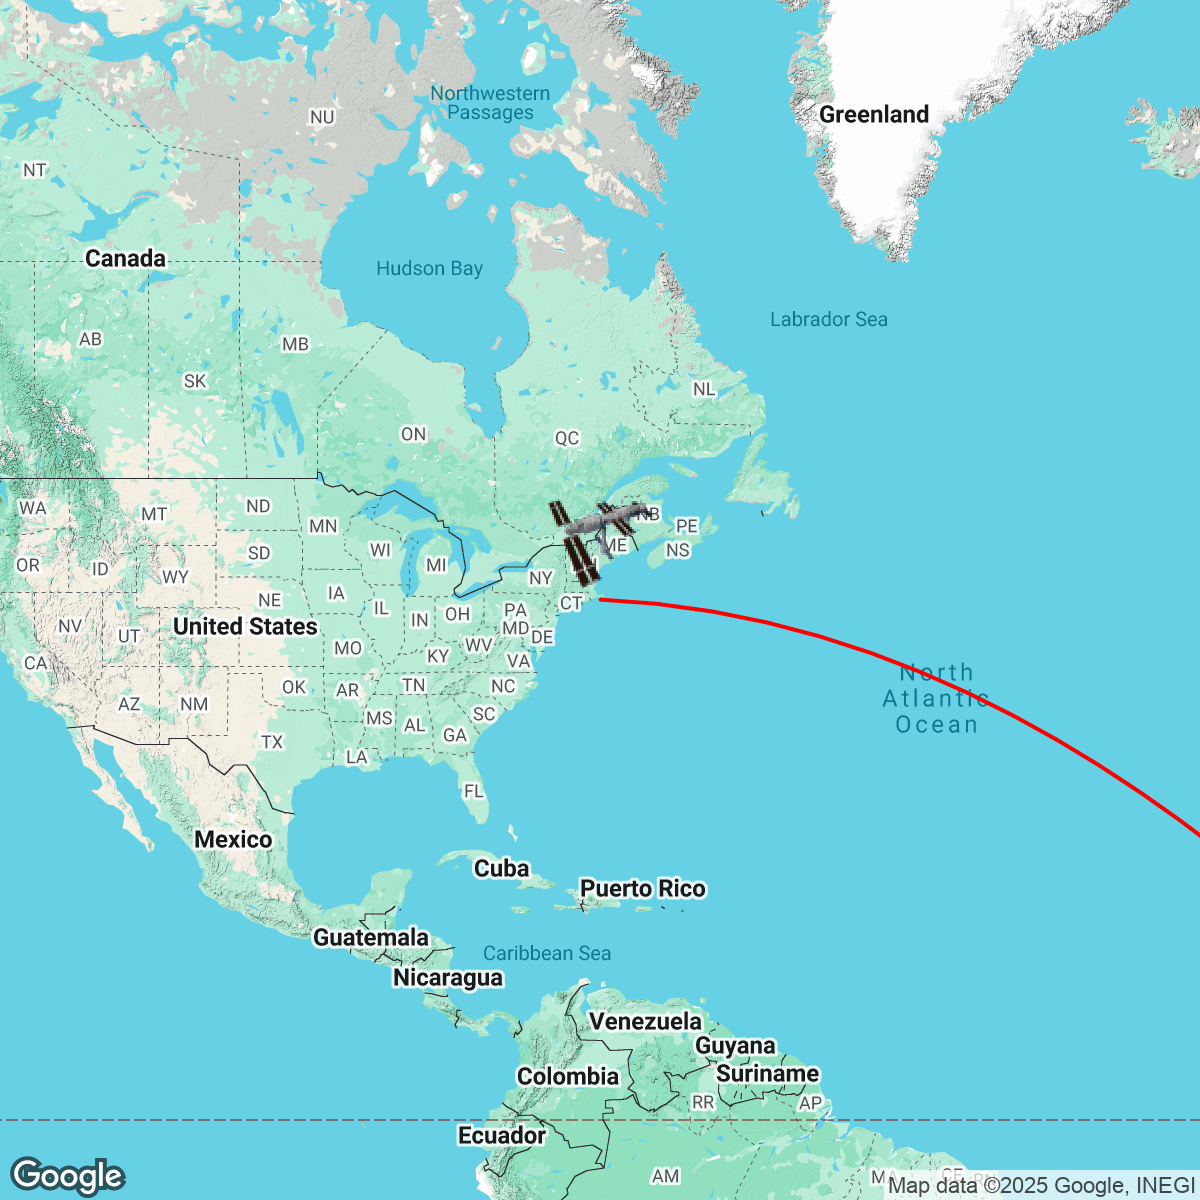 Northwestern
Passages
Greenland
NU
NT
Canada
Hudson Bay
Labrador Sea
AB
MB
SK
NL
ON
QC
WA
MT
ND
MN
NB
PE
NS
ME
OR
ID
WY
SD
WI
MI
NY
NE
IA
IL
IN
OH
PA
CT
NV
UT
United States
MD
DE
CA
MO
KY
WV
VA
North
Atlantic
Ocean
AZ
NM
OK
AR
TN
NC
MS
AL
SC
GA
TX
LA
FL
Mexico
Cuba
Puerto Rico
Guatemala
Caribbean Sea
Nicaragua
Venezuela
Guyana
Colombia
Suriname
RR
AP
Ecuador
AM
Google
Map data ©2025 Google, INEGI